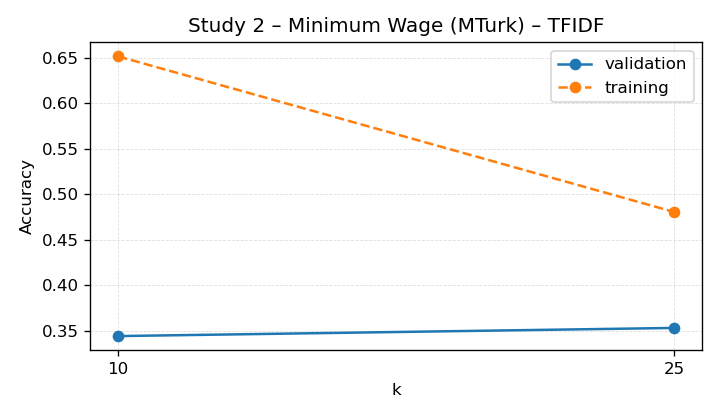 Study 2 – Minimum Wage (MTurk) – TFIDF
validation
training
Accuracy
0.65
0.60
0.55
0.50
0.45
0.40
0.35
10
25
k